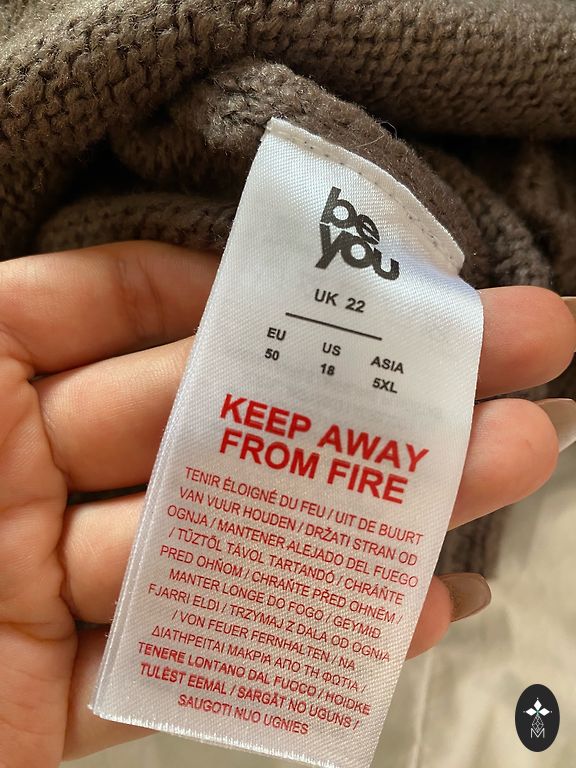 be
you
UK 22
EU US ASIA
50 18 5XL
KEEP AWAY
FROM FIRE
TENIR ÉLOIGNÉ DU FEU / UIT DE BUURT
VAN VUUR HOUDEN / DRŽATI STRAN OD
OGNJA / MANTENER ALEJADO DEL FUEGO
/ TŰZTŐL TÁVOL TARTANDÓ / CHRÁŇTE
PRED OHŇOM / CHRAŇTE PŘED OHNĚM /
MANTER LONGE DO FOGO / GEYMID
FJARRI ELDI / TRZYMAJ Z DALA OD OGNIA
/ VON FEUER FERNHALTEN / NA
ΔΙΑΤΗΡΕΙΤΑΙ ΜΑΚΡΙΑ ΑΠΟ ΤΗ ΦΩΤΙΑ /
TENERE LONTANO DAL FUOCO / HOIDKE
TULEST EEMAL / SARGĀT NO UGUNS /
SAUGOTI NUO UGNIES